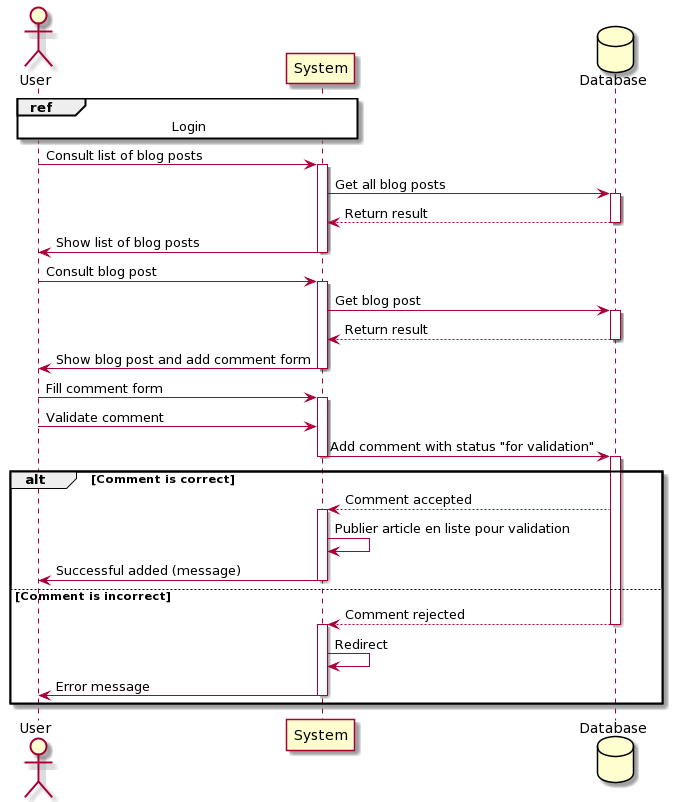 User
System
Database
ref
Login
Consult list of blog posts
Get all blog posts
Return result
Show list of blog posts
Consult blog post
Get blog post
Return result
Show blog post and add comment form
Fill comment form
Validate comment
Add comment with status "for validation"
alt [Comment is correct]
Comment accepted
Publier article en liste pour validation
Successful added (message)
[Comment is incorrect]
Comment rejected
Redirect
Error message
User
System
Database